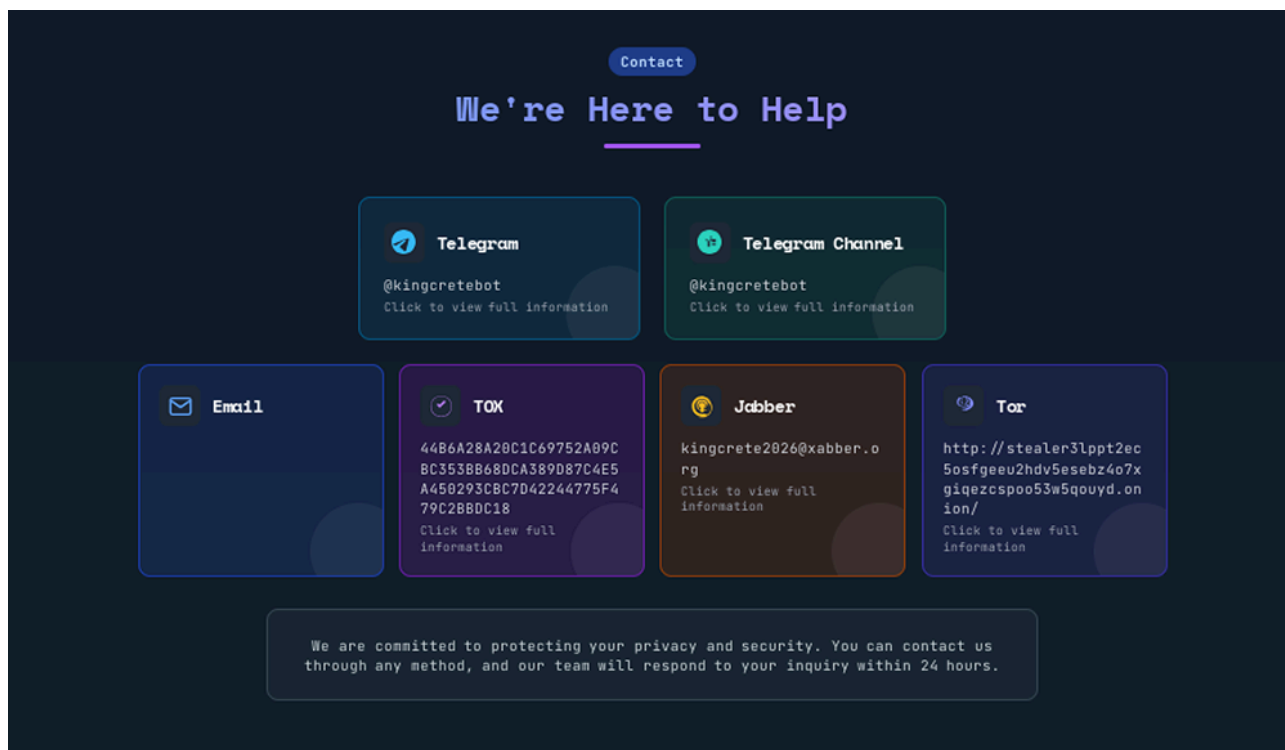 Contact
We're Here to Help
Telegram
@kingcretebot
Click to view full information
Telegram Channel
@kingcretebot
Click to view full information
Email
TOX
44B6A28A20C1C69752A09C
BC353BB68DCA389D87C4E5
A450293CBC7D42244775F4
79C2BBDC18
Click to view full
information
Jabber
kingcrete2026@xabber.o
rg
Click to view full
information
Tor
http://stealer3lppt2ec
5osfgeeu2hdv5esebz4o7x
giqezcspoo53w5qouyd.on
ion/
Click to view full
information
We are committed to protecting your privacy and security. You can contact us
through any method, and our team will respond to your inquiry within 24 hours.